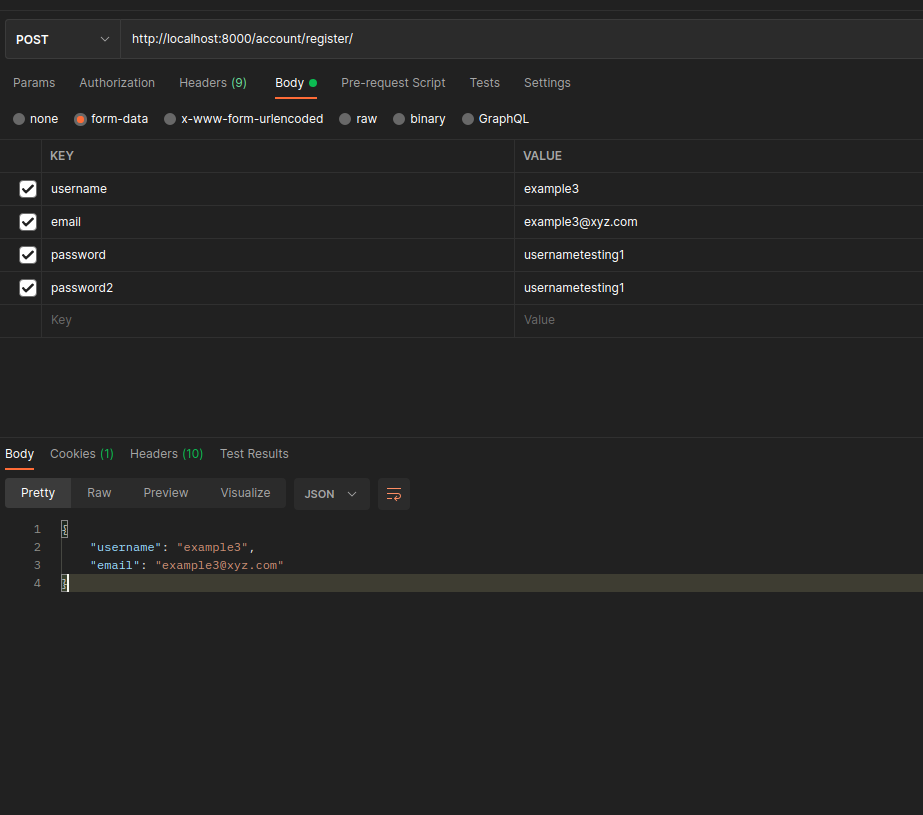 POST http://localhost:8000/account/register/
Params Authorization Headers (9) Body Pre-request Script Tests Settings
none form-data x-www-form-urlencoded raw binary GraphQL
KEY VALUE
username example3
email example3@xyz.com
password usernametesting1
password2 usernametesting1
Key Value
Body Cookies (1) Headers (10) Test Results
Pretty Raw Preview Visualize JSON
1 {
2 "username": "example3",
3 "email": "example3@xyz.com"
4 }